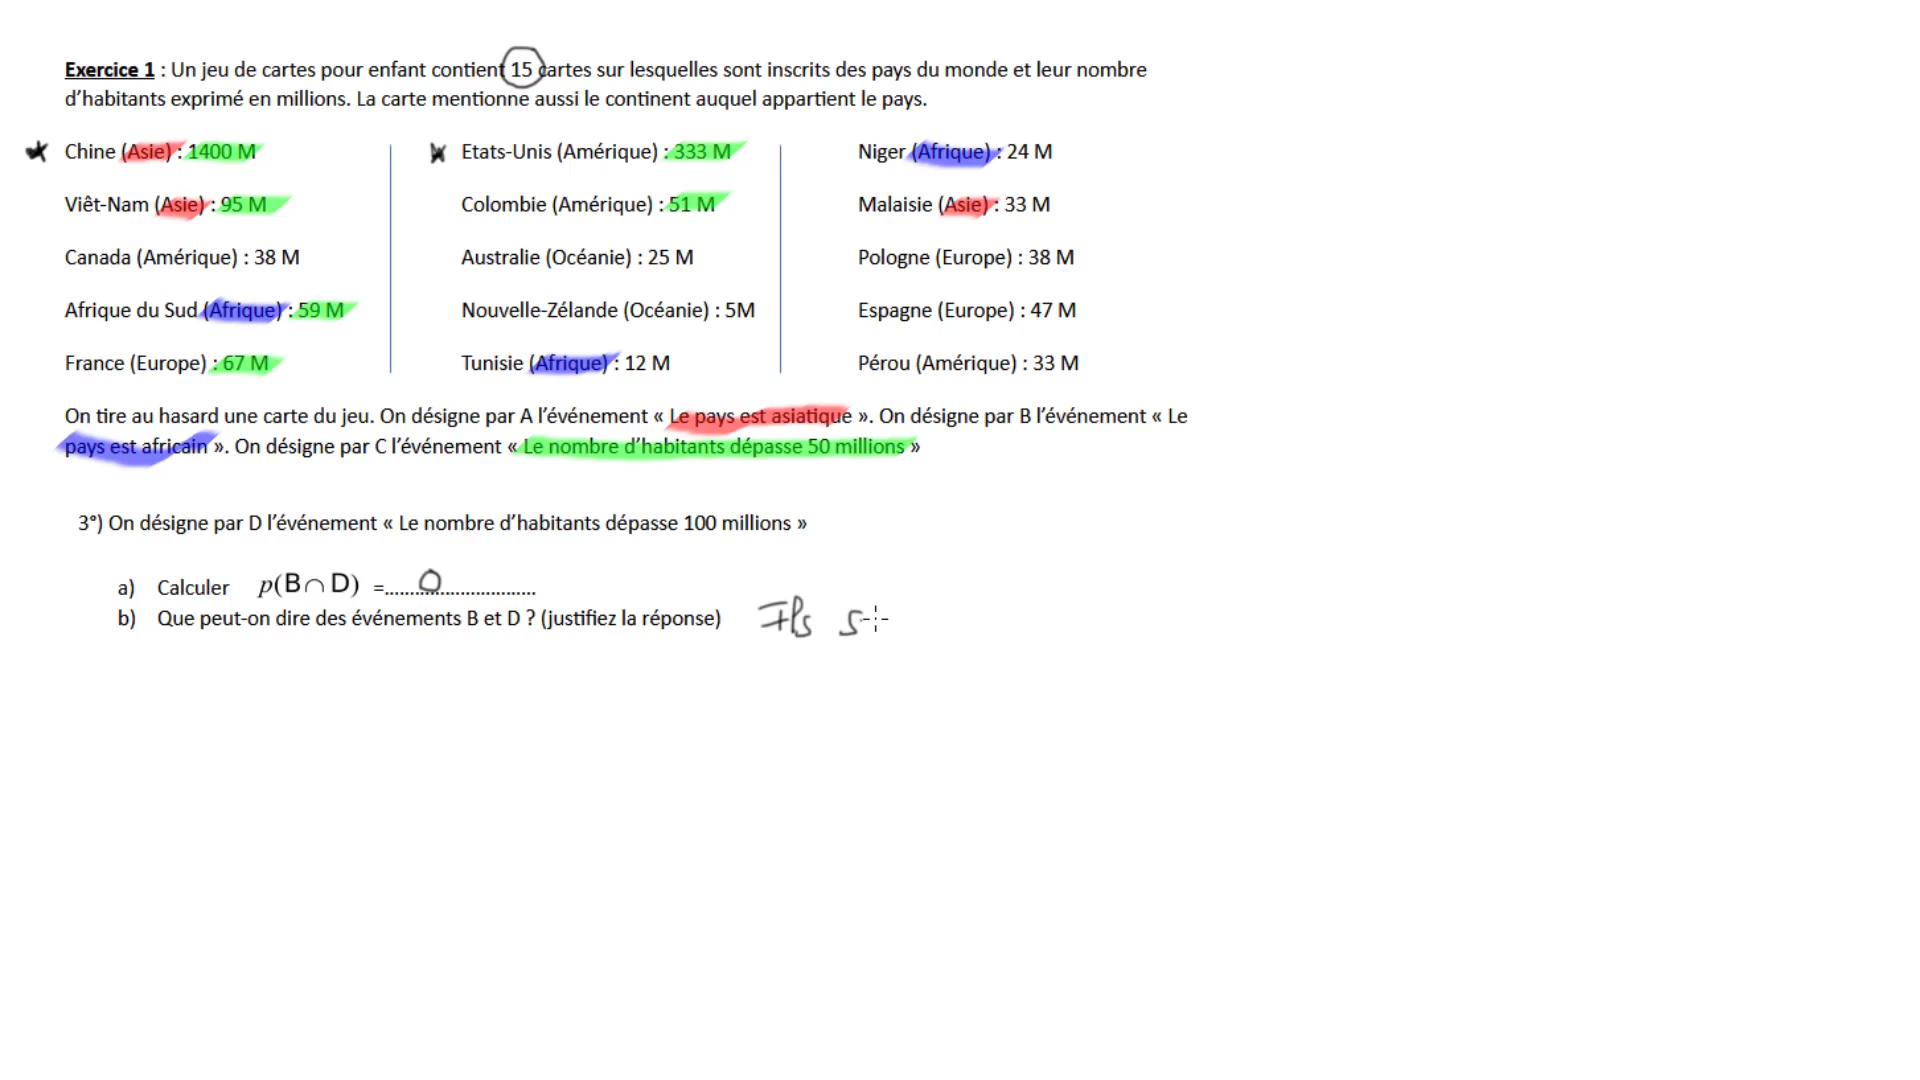 Exercice 1 : Un jeu de cartes pour enfant contient 15 cartes sur lesquelles sont inscrits des pays du monde et leur nombre
d’habitants exprimé en millions. La carte mentionne aussi le continent auquel appartient le pays.
Chine (Asie) : 1400 M
Viêt-Nam (Asie) : 95 M
Canada (Amérique) : 38 M
Afrique du Sud (Afrique) : 59 M
France (Europe) : 67 M
Etats-Unis (Amérique) : 333 M
Colombie (Amérique) : 51 M
Australie (Océanie) : 25 M
Nouvelle-Zélande (Océanie) : 5M
Tunisie (Afrique) : 12 M
Niger (Afrique) : 24 M
Malaisie (Asie) : 33 M
Pologne (Europe) : 38 M
Espagne (Europe) : 47 M
Pérou (Amérique) : 33 M
On tire au hasard une carte du jeu. On désigne par A l’événement « Le pays est asiatique ». On désigne par B l’événement « Le
pays est africain ». On désigne par C l’événement « Le nombre d’habitants dépasse 50 millions »
3°) On désigne par D l’événement « Le nombre d’habitants dépasse 100 millions »
a) Calculer p(B∩D) =......0........................
b) Que peut-on dire des événements B et D ? (justifiez la réponse) Ils s